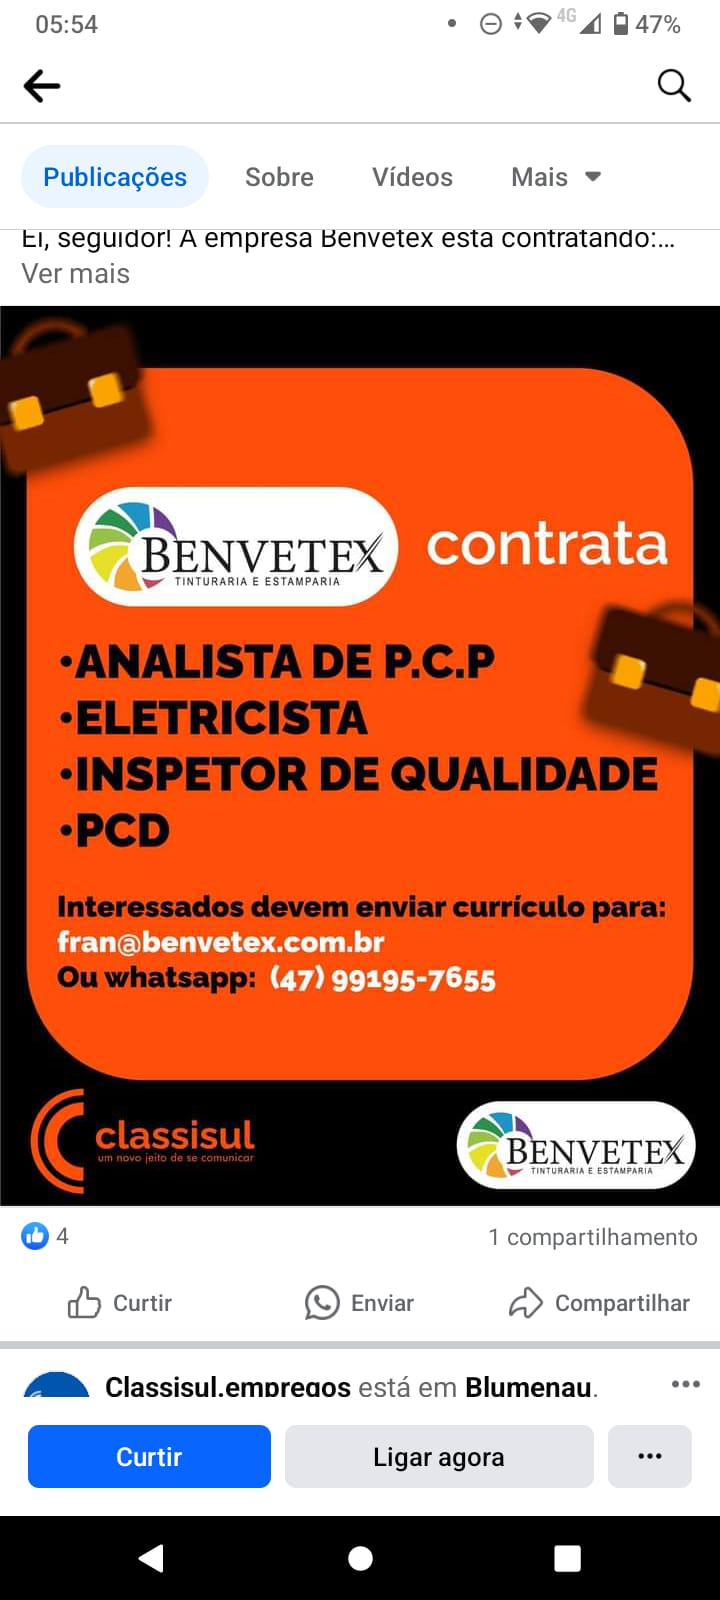 05:54
4G 47%
Publicações Sobre Vídeos Mais
Ei, seguidor! A empresa Benvetex está contratando:...
Ver mais
BENVETEX contrata
TINTURARIA E ESTAMPARIA
•ANALISTA DE P.C.P
•ELETRICISTA
•INSPETOR DE QUALIDADE
•PCD
Interessados devem enviar currículo para:
fran@benvetex.com.br
Ou whatsapp: (47) 99195-7655
classisul
um novo jeito de se comunicar
BENVETEX
TINTURARIA E ESTAMPARIA
4 1 compartilhamento
Curtir Enviar Compartilhar
Classisul.empregos está em Blumenau.
Curtir Ligar agora